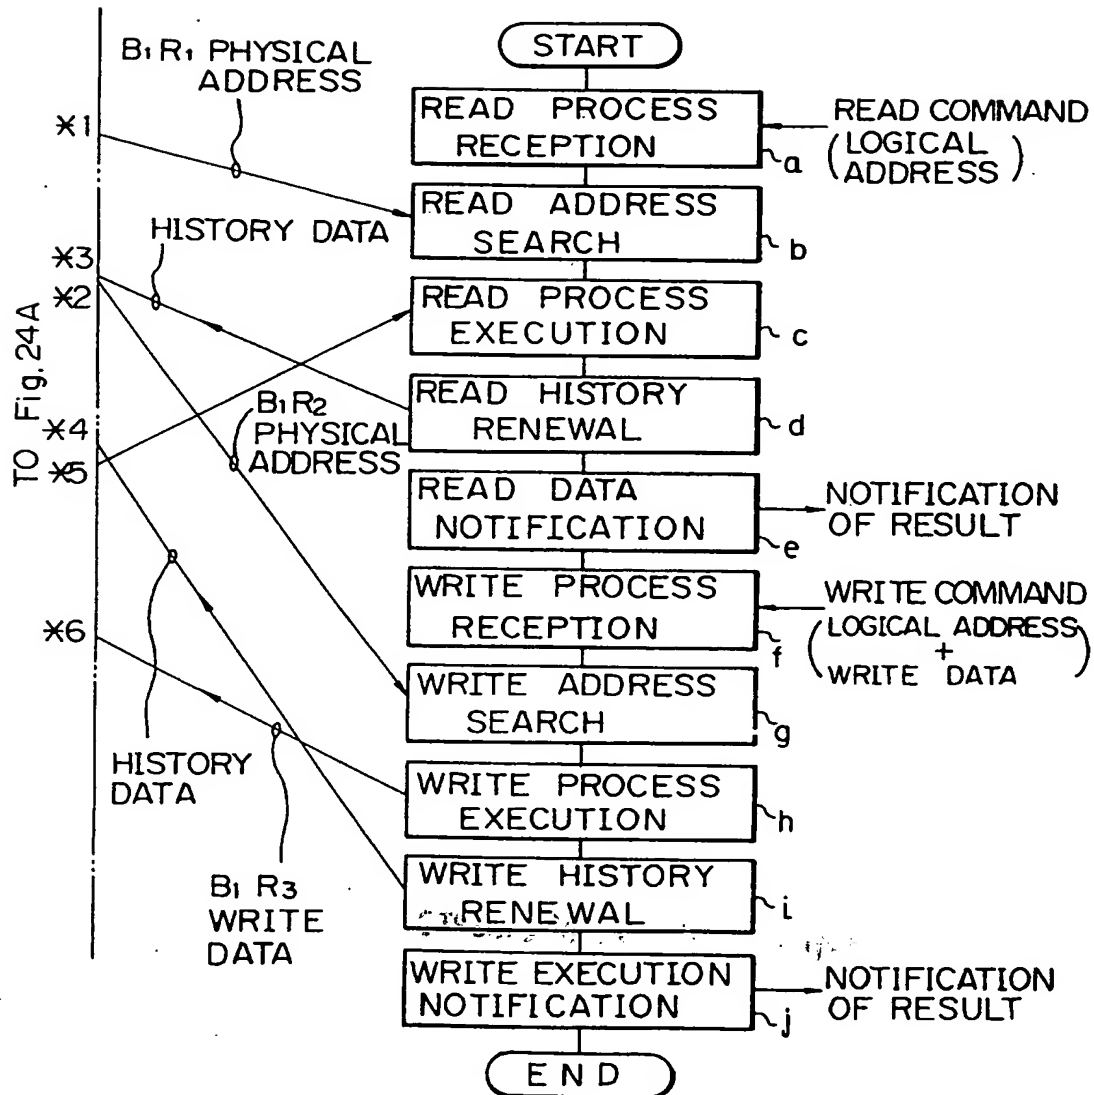 START
B1 R1 PHYSICAL
ADDRESS
READ PROCESS
RECEPTION
a
READ COMMAND
(LOGICAL
ADDRESS)
*1
READ ADDRESS
SEARCH
b
HISTORY DATA
*3
*2
READ PROCESS
EXECUTION
c
TO Fig. 24A
READ HISTORY
RENEWAL
d
B1R2
PHYSICAL
ADDRESS
*4
*5
READ DATA
NOTIFICATION
e
NOTIFICATION
OF RESULT
WRITE PROCESS
RECEPTION
f
WRITE COMMAND
(LOGICAL ADDRESS
+
WRITE DATA)
*6
WRITE ADDRESS
SEARCH
g
HISTORY
DATA
WRITE PROCESS
EXECUTION
h
B1 R3
WRITE
DATA
WRITE HISTORY
RENEWAL
i
WRITE EXECUTION
NOTIFICATION
j
NOTIFICATION
OF RESULT
END